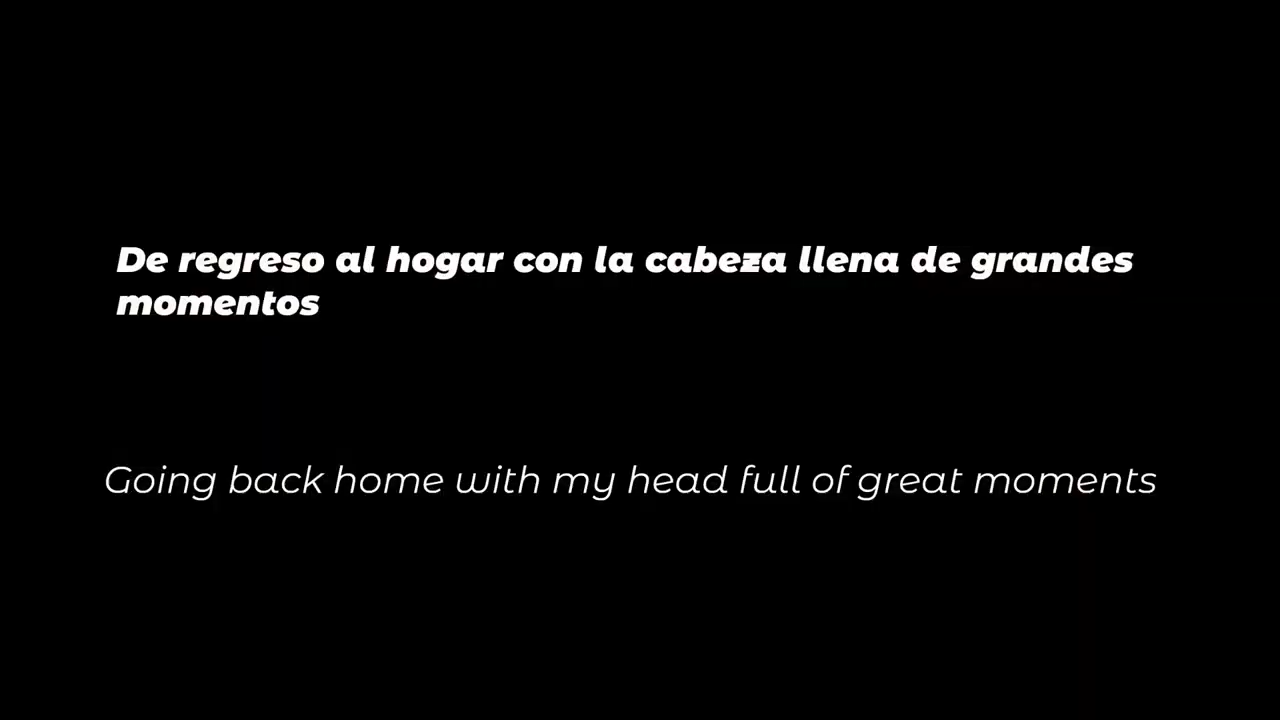 De regreso al hogar con la cabeza llena de grandes
momentos
Going back home with my head full of great moments